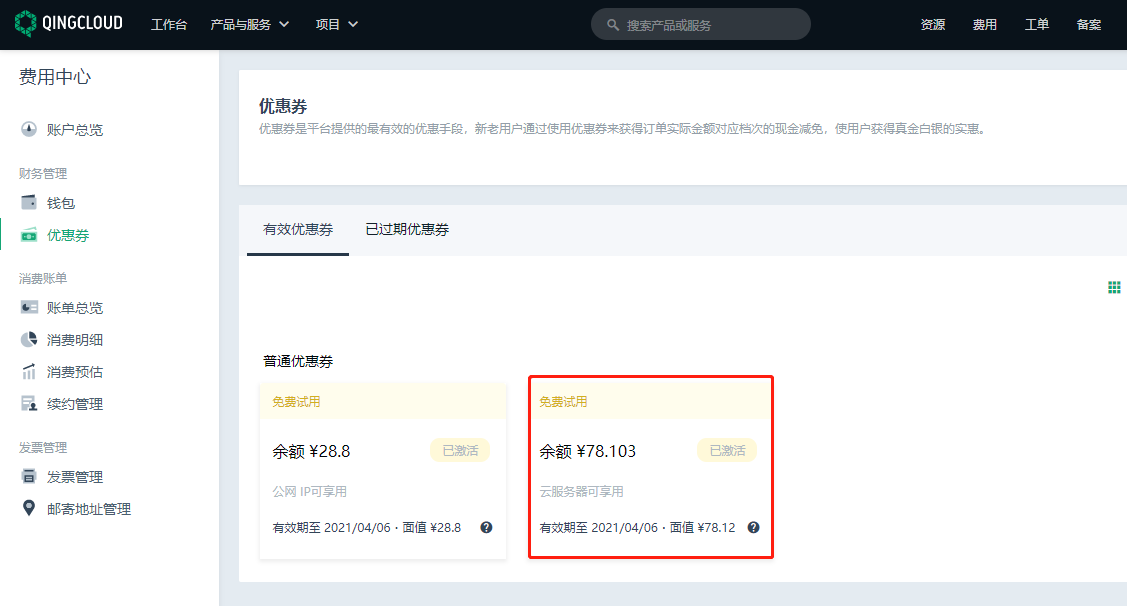 QINGCLOUD 工作台 产品与服务 项目 搜索产品或服务 资源 费用 工单 备案
费用中心
账户总览
财务管理
钱包
优惠券
消费账单
账单总览
消费明细
消费预估
续约管理
发票管理
发票管理
邮寄地址管理
优惠券
优惠券是平台提供的最有效的优惠手段，新老用户通过使用优惠券来获得订单实际金额对应档次的现金减免，使用户获得真金白银的实惠。
有效优惠券 已过期优惠券
普通优惠券
免费试用
余额 ¥28.8 已激活
公网 IP可享用
有效期至 2021/04/06 · 面值 ¥28.8
免费试用
余额 ¥78.103 已激活
云服务器可享用
有效期至 2021/04/06 · 面值 ¥78.12